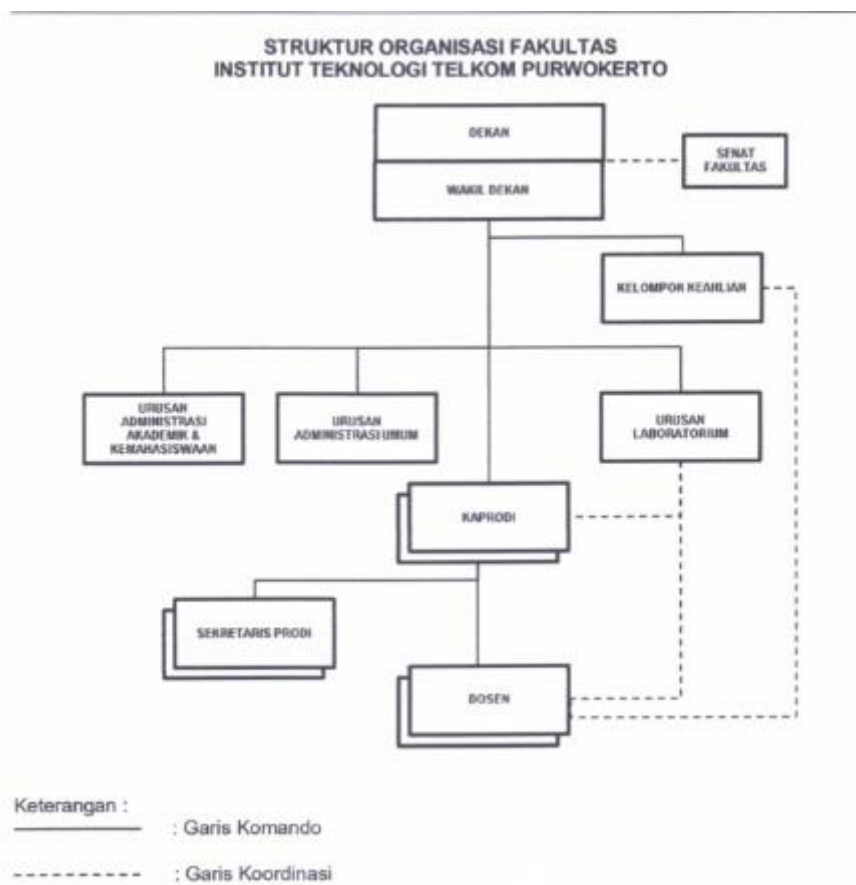 STRUKTUR ORGANISASI FAKULTAS
INSTITUT TEKNOLOGI TELKOM PURWOKERTO
DEKAN
SENAT
FAKULTAS
WAKIL DEKAN
KELOMPOK KEAHLIAN
URUSAN
ADMINISTRASI
AKADEMIK &
KEMAHASISWAAN
URUSAN
ADMINISTRASI UMUM
URUSAN
LABORATORIUM
KAPRODI
SEKRETARIS PRODI
DOSEN
Keterangan :
: Garis Komando
: Garis Koordinasi